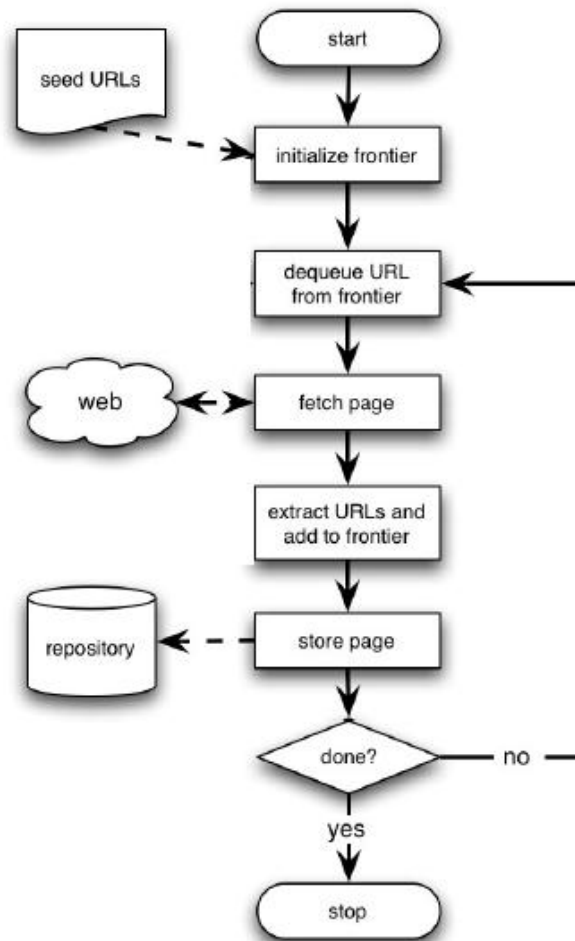 start
seed URLs
initialize frontier
dequeue URL
from frontier
web
fetch page
extract URLs and
add to frontier
repository
store page
done?
no
yes
stop